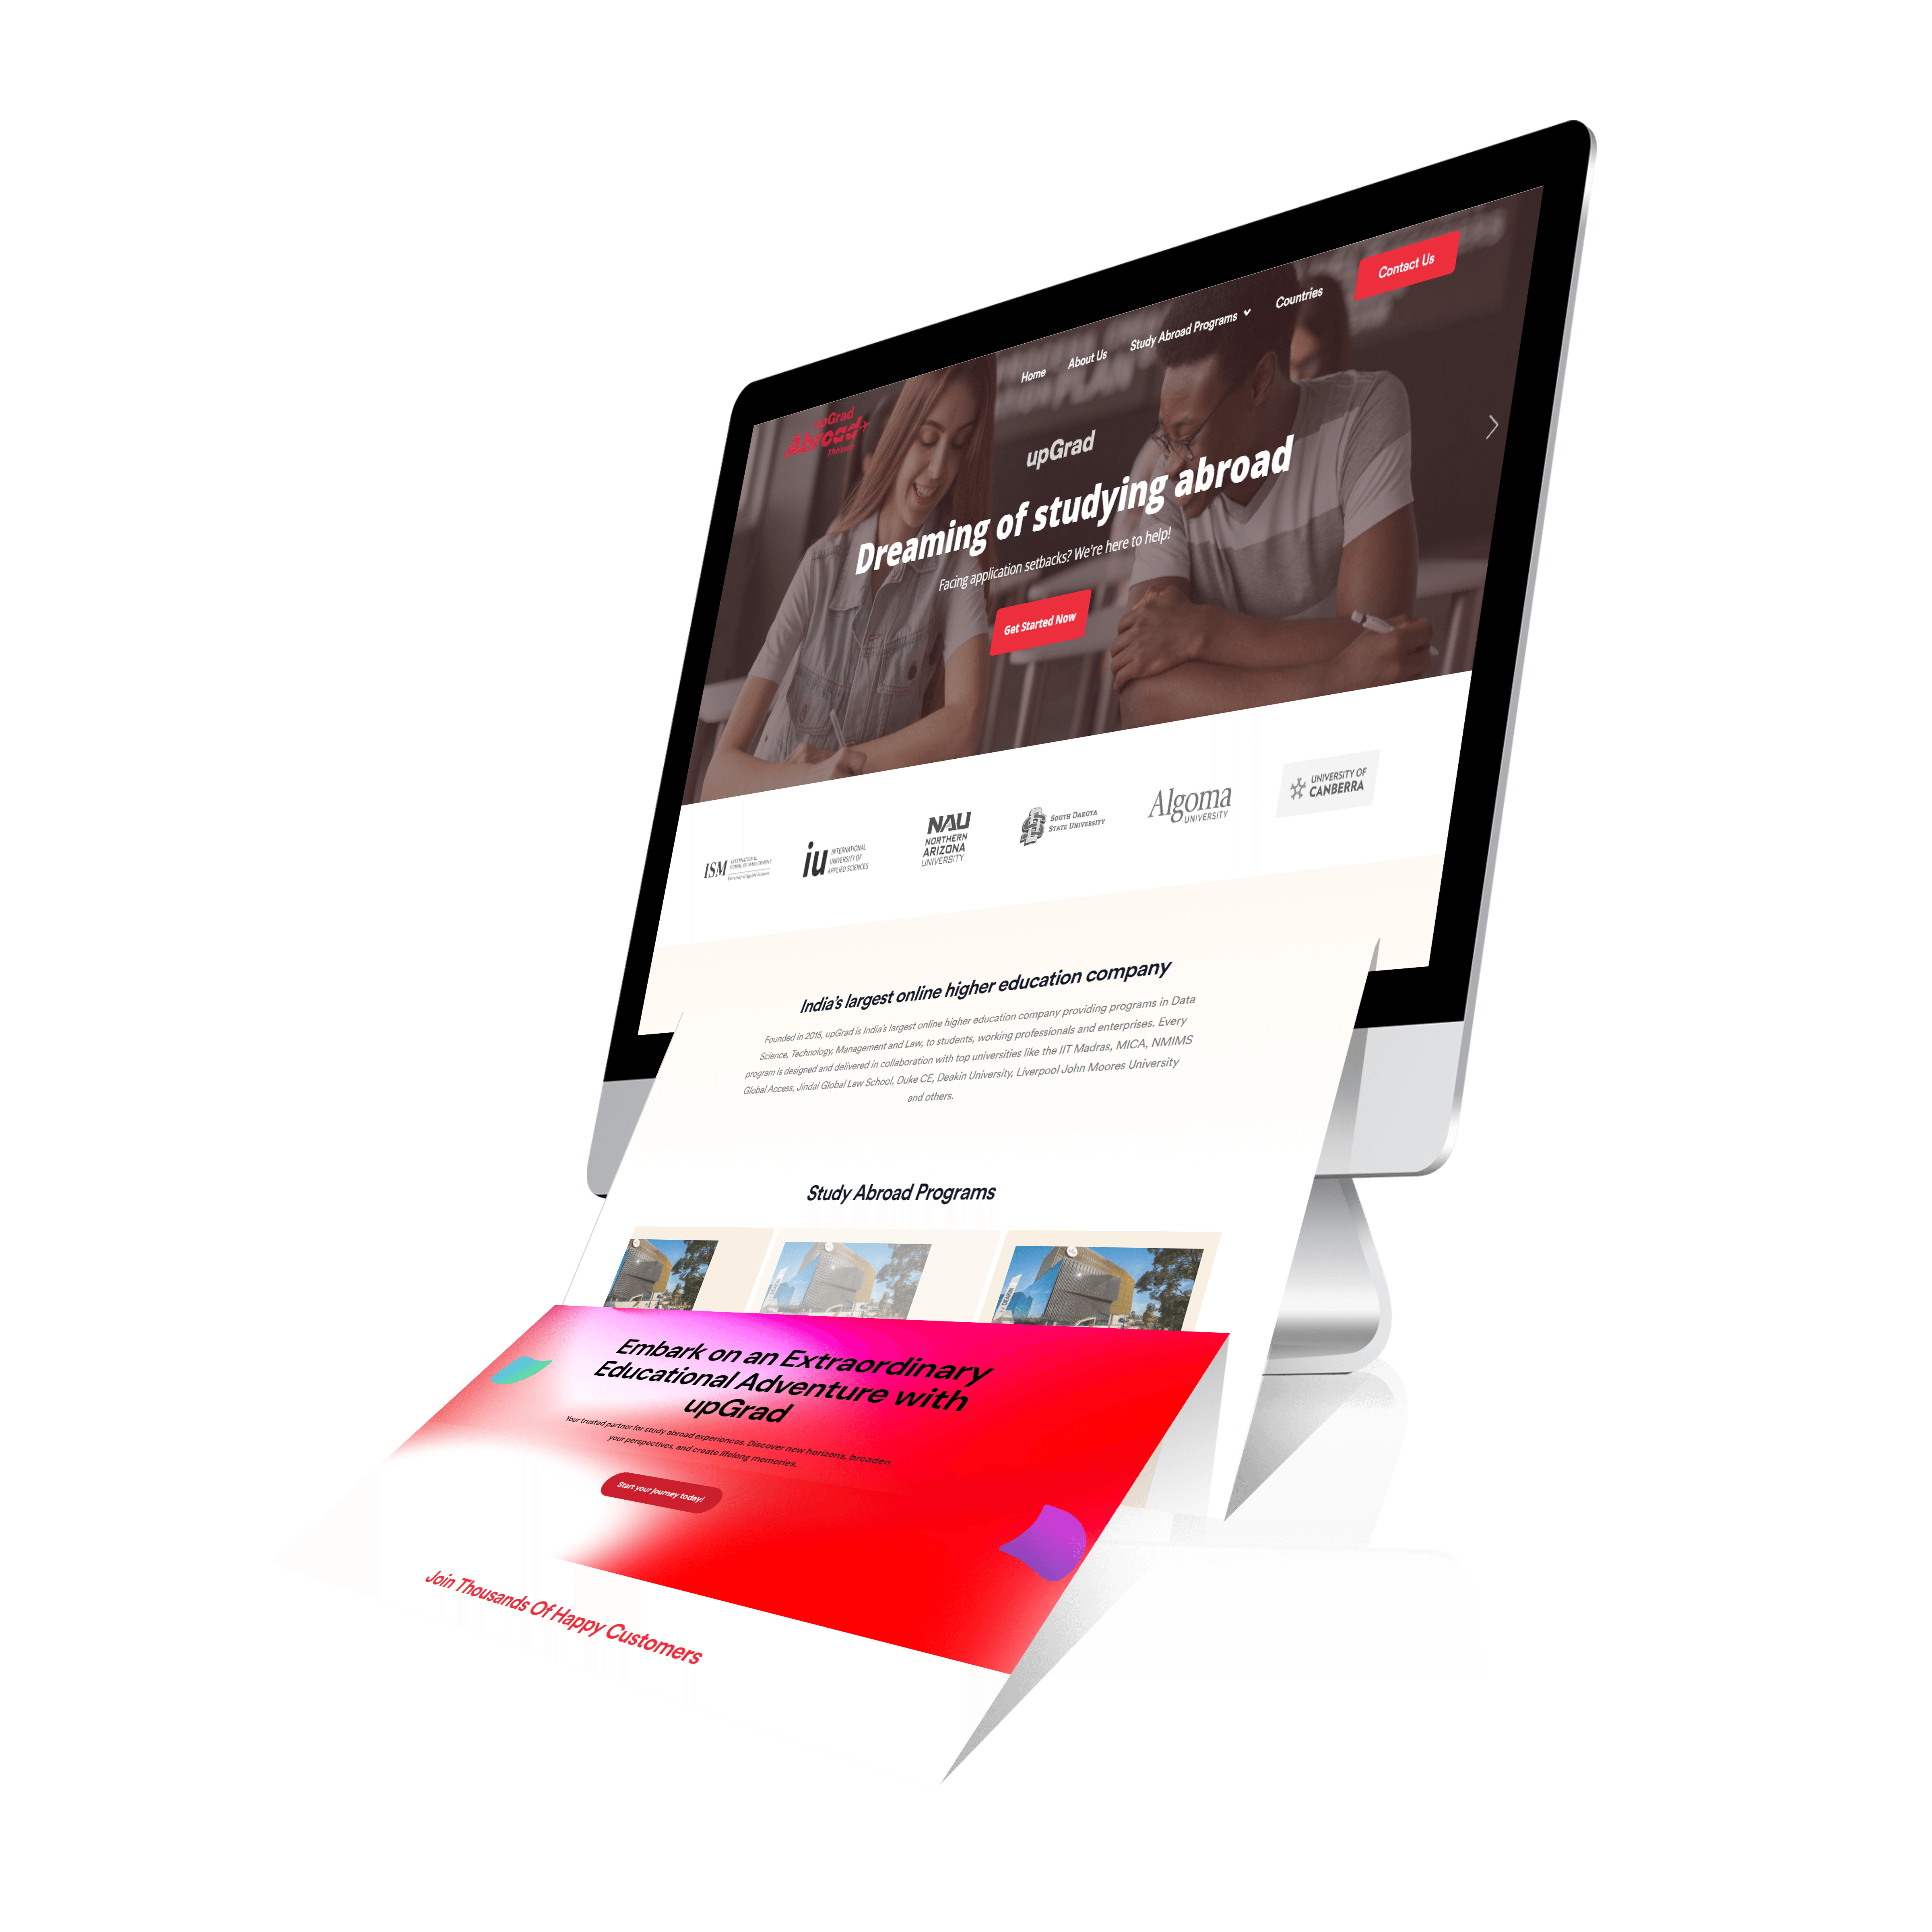 Home
About Us
Study Abroad Programs
Countries
Contact Us
upGrad
Abroad
upGrad
Dreaming of studying abroad
Facing application setbacks? We're here to help!
Get Started Now
ISM INTERNATIONAL
SCHOOL OF MANAGEMENT
University of Applied Sciences
iu INTERNATIONAL
UNIVERSITY OF
APPLIED SCIENCES
NAU
NORTHERN
ARIZONA
UNIVERSITY
SOUTH DAKOTA
STATE UNIVERSITY
Algoma
UNIVERSITY
UNIVERSITY OF
CANBERRA
India's largest online higher education company
Founded in 2015, upGrad is India's largest online higher education company providing programs in Data
Science, Technology, Management and Law, to students, working professionals and enterprises. Every
program is designed and delivered in collaboration with top universities like the IIT Madras, MICA, NMIMS
Global Access, Jindal Global Law School, Duke CE, Deakin University, Liverpool John Moores University
and others.
Study Abroad Programs
Embark on an Extraordinary
Educational Adventure with
upGrad
Your trusted partner for study abroad experiences. Discover new horizons, broaden
your perspectives, and create lifelong memories.
Start your journey today!
Join Thousands Of Happy Customers